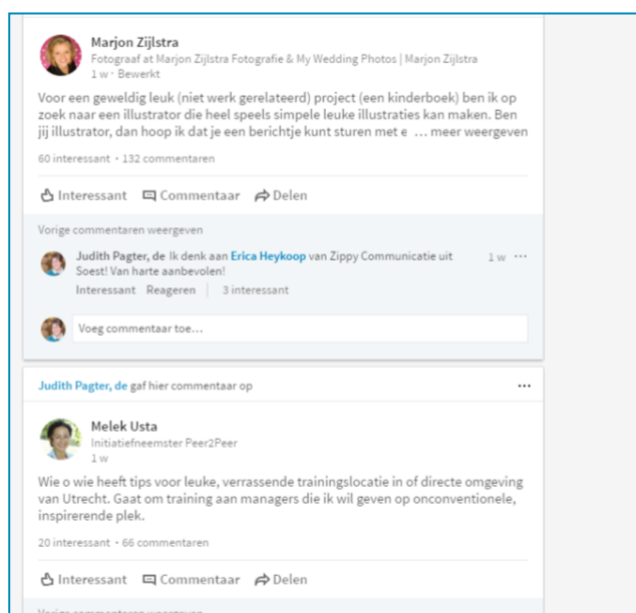 Marjon Zijlstra
Fotograaf at Marjon Zijlstra Fotografie & My Wedding Photos | Marjon Zijlstra
1 w · Bewerkt
Voor een geweldig leuk (niet werk gerelateerd) project (een kinderboek) ben ik op
zoek naar een illustrator die heel speels simpele leuke illustraties kan maken. Ben
jij illustrator, dan hoop ik dat je een berichtje kunt sturen met e … meer weergeven
60 interessant • 132 commentaren
Interessant Commentaar Delen
Vorige commentaren weergeven
Judith Pagter, de Ik denk aan Erica Heykoop van Zippy Communicatie uit 1 w ···
Soest! Van harte aanbevolen!
Interessant Reageren | 3 interessant
Voeg commentaar toe…
Judith Pagter, de gaf hier commentaar op ···
Melek Usta
Initiatiefneemster Peer2Peer
1 w
Wie o wie heeft tips voor leuke, verrassende trainingslocatie in of directe omgeving
van Utrecht. Gaat om training aan managers die ik wil geven op onconventionele,
inspirerende plek.
20 interessant • 66 commentaren
Interessant Commentaar Delen
Vorige commentaren weergeven